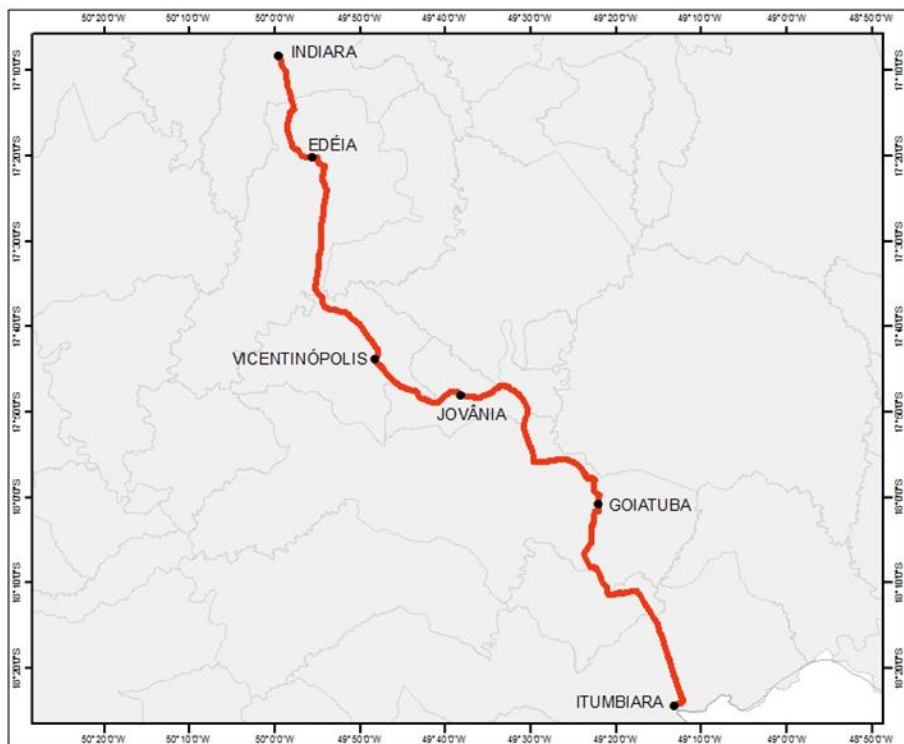 50°20'0"W 50°10'0"W 50°0'0"W 49°50'0"W 49°40'0"W 49°30'0"W 49°20'0"W 49°10'0"W 49°0'0"W 48°50'0"W
17°10'0"S 17°10'0"S
17°20'0"S 17°20'0"S
17°30'0"S 17°30'0"S
17°40'0"S 17°40'0"S
17°50'0"S 17°50'0"S
18°0'0"S 18°0'0"S
18°10'0"S 18°10'0"S
18°20'0"S 18°20'0"S
INDIARA
EDÉIA
VICENTINÓPOLIS
JOVÂNIA
GOIATUBA
ITUMBIARA
50°20'0"W 50°10'0"W 50°0'0"W 49°50'0"W 49°40'0"W 49°30'0"W 49°20'0"W 49°10'0"W 49°0'0"W 48°50'0"W